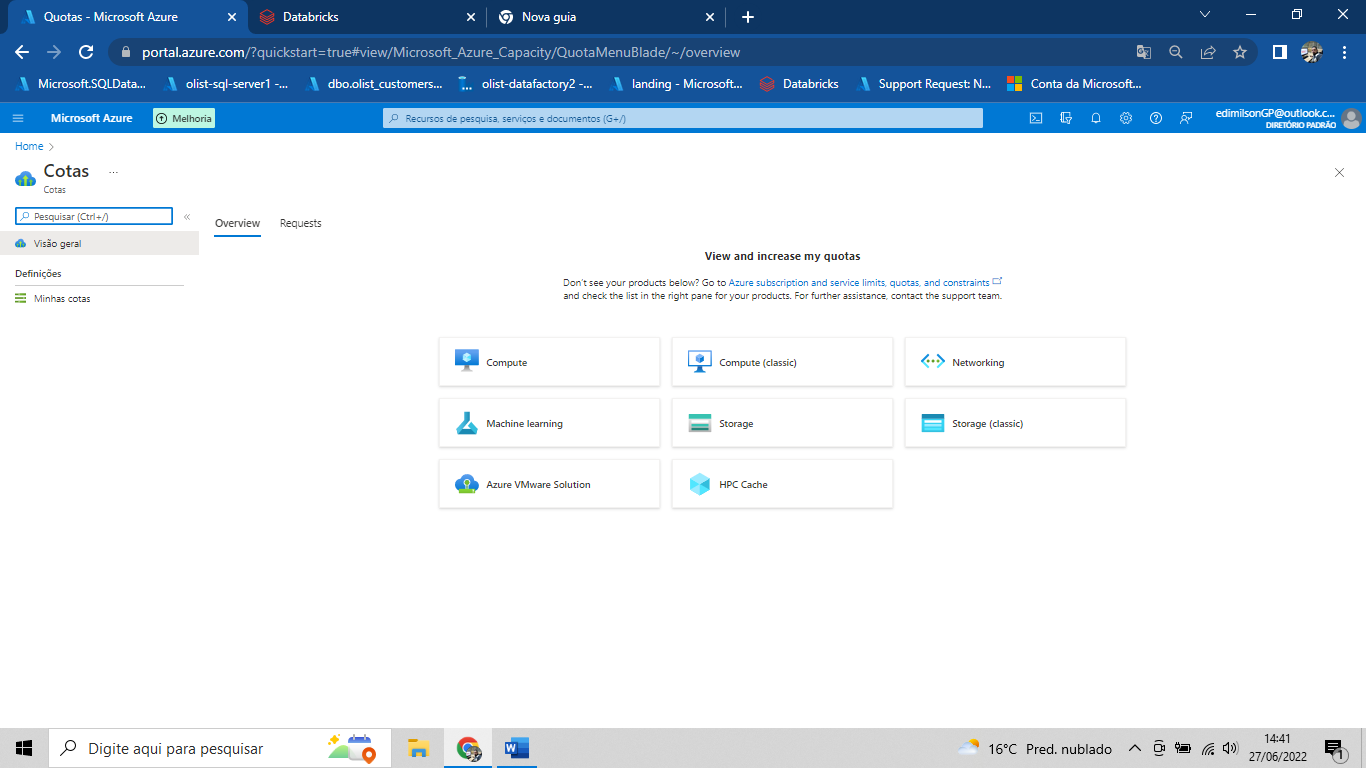 Quotas - Microsoft Azure
Databricks
Nova guia
portal.azure.com/?quickstart=true#view/Microsoft_Azure_Capacity/QuotaMenuBlade/~/overview
Microsoft.SQLData... olist-sql-server1 -... dbo.olist_customers... olist-datafactory2 -... landing - Microsoft... Databricks Support Request: N... Conta da Microsoft...
Microsoft Azure
Melhoria
Recursos de pesquisa, serviços e documentos (G+/)
edimilsonGP@outlook.c...
DIRETÓRIO PADRÃO
Home >
Cotas ...
Cotas
Pesquisar (Ctrl+/) «
Visão geral
Definições
Minhas cotas
Overview Requests
View and increase my quotas
Don't see your products below? Go to Azure subscription and service limits, quotas, and constraints
and check the list in the right pane for your products. For further assistance, contact the support team.
Compute Compute (classic) Networking
Machine learning Storage Storage (classic)
Azure VMware Solution HPC Cache
Digite aqui para pesquisar
16°C Pred. nublado
14:41
27/06/2022
1